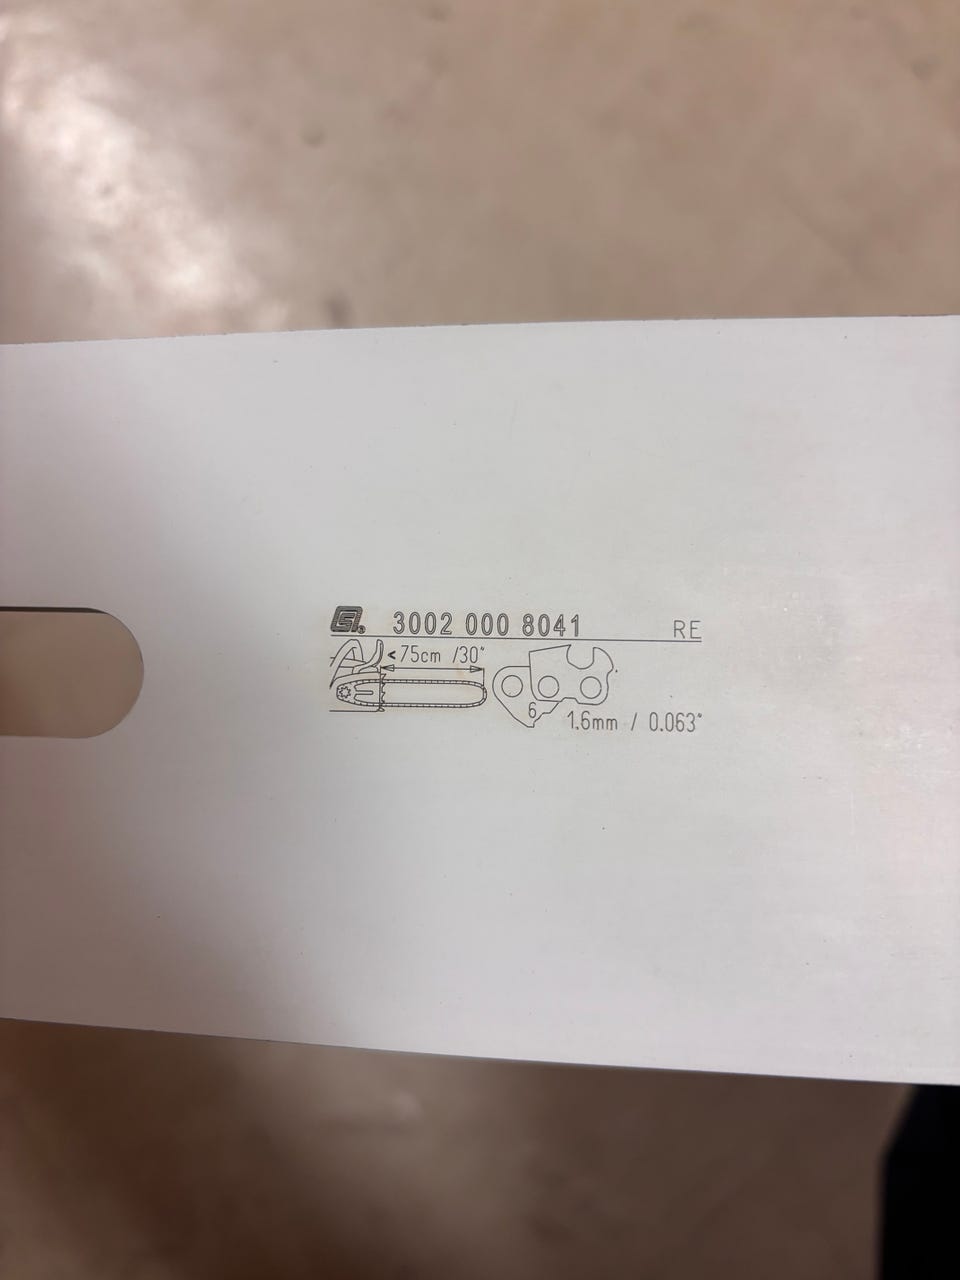 3002 000 8041 RE
<75cm /30"
6
1.6mm / 0.063"